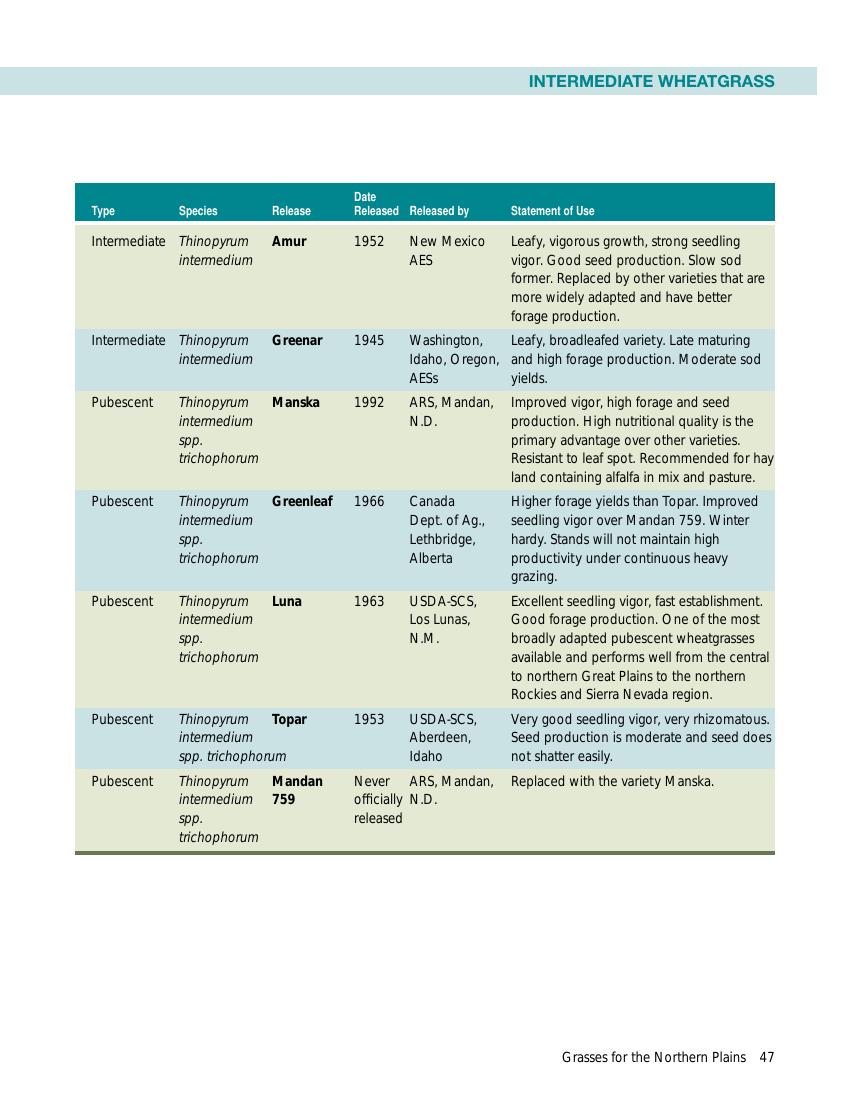 INTERMEDIATE WHEATGRASS
Type Species Release Date Released Released by Statement of Use
Intermediate Thinopyrum Amur 1952 New Mexico Leafy, vigorous growth, strong seedling
intermedium AES vigor. Good seed production. Slow sod
former. Replaced by other varieties that are
more widely adapted and have better
forage production.
Intermediate Thinopyrum Greenar 1945 Washington, Leafy, broadleafed variety. Late maturing
intermedium Idaho, Oregon, and high forage production. Moderate sod
AESs yields.
Pubescent Thinopyrum Manska 1992 ARS, Mandan, Improved vigor, high forage and seed
intermedium N.D. production. High nutritional quality is the
spp. primary advantage over other varieties.
trichophorum Resistant to leaf spot. Recommended for hay
land containing alfalfa in mix and pasture.
Pubescent Thinopyrum Greenleaf 1966 Canada Higher forage yields than Topar. Improved
intermedium Dept. of Ag., seedling vigor over Mandan 759. Winter
spp. Lethbridge, hardy. Stands will not maintain high
trichophorum Alberta productivity under continuous heavy
grazing.
Pubescent Thinopyrum Luna 1963 USDA-SCS, Excellent seedling vigor, fast establishment.
intermedium Los Lunas, Good forage production. One of the most
spp. N.M. broadly adapted pubescent wheatgrasses
trichophorum available and performs well from the central
to northern Great Plains to the northern
Rockies and Sierra Nevada region.
Pubescent Thinopyrum Topar 1953 USDA-SCS, Very good seedling vigor, very rhizomatous.
intermedium Aberdeen, Seed production is moderate and seed does
spp. trichophorum Idaho not shatter easily.
Pubescent Thinopyrum Mandan Never ARS, Mandan, Replaced with the variety Manska.
intermedium 759 officially N.D.
spp. released
trichophorum
Grasses for the Northern Plains 47